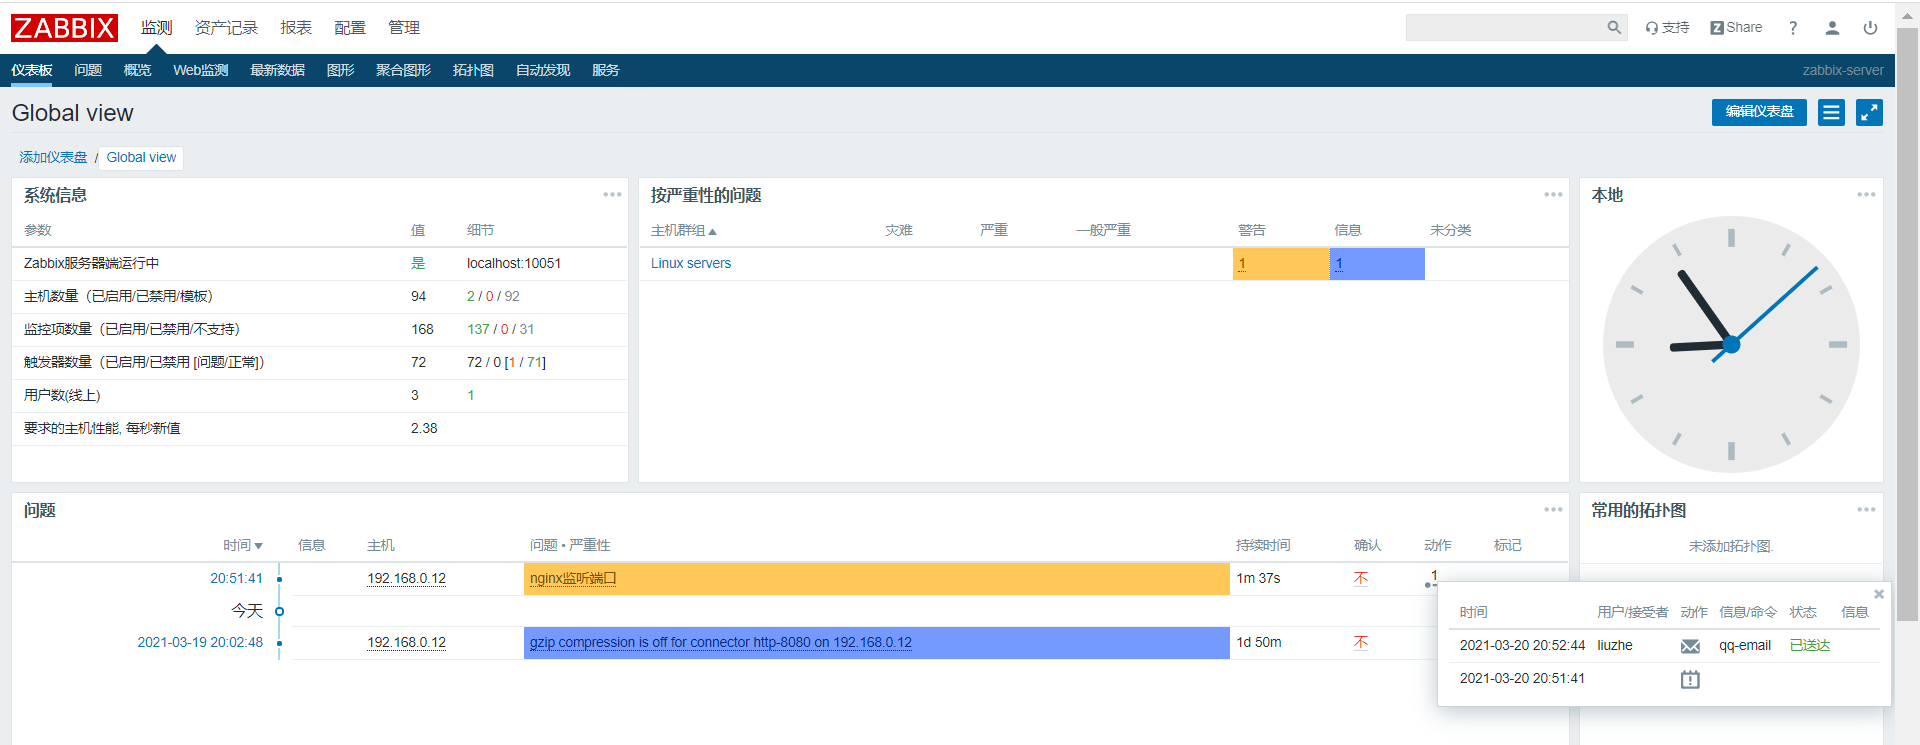 ZABBIX 监测 资产记录 报表 配置 管理 支持 Z Share ?
仪表板 问题 概览 Web监测 最新数据 图形 聚合图形 拓扑图 自动发现 服务 zabbix-server
Global view 编辑仪表盘
添加仪表盘 / Global view
系统信息
参数 值 细节
Zabbix服务器端运行中 是 localhost:10051
主机数量（已启用/已禁用/模板） 94 2 / 0 / 92
监控项数量（已启用/已禁用/不支持） 168 137 / 0 / 31
触发器数量（已启用/已禁用 [问题/正常]） 72 72 / 0 [1 / 71]
用户数(线上) 3 1
要求的主机性能, 每秒新值 2.38
按严重性的问题
主机群组▲ 灾难 严重 一般严重 警告 信息 未分类
Linux servers 1 1
本地
问题
时间▼ 信息 主机 问题 • 严重性 持续时间 确认 动作 标记
20:51:41 192.168.0.12 nginx监听端口 1m 37s 不 1
今天
2021-03-19 20:02:48 192.168.0.12 gzip compression is off for connector http-8080 on 192.168.0.12 1d 50m 不
常用的拓扑图
未添加拓扑图.
时间 用户/接受者 动作 信息/命令 状态 信息
2021-03-20 20:52:44 liuzhe qq-email 已送达
2021-03-20 20:51:41